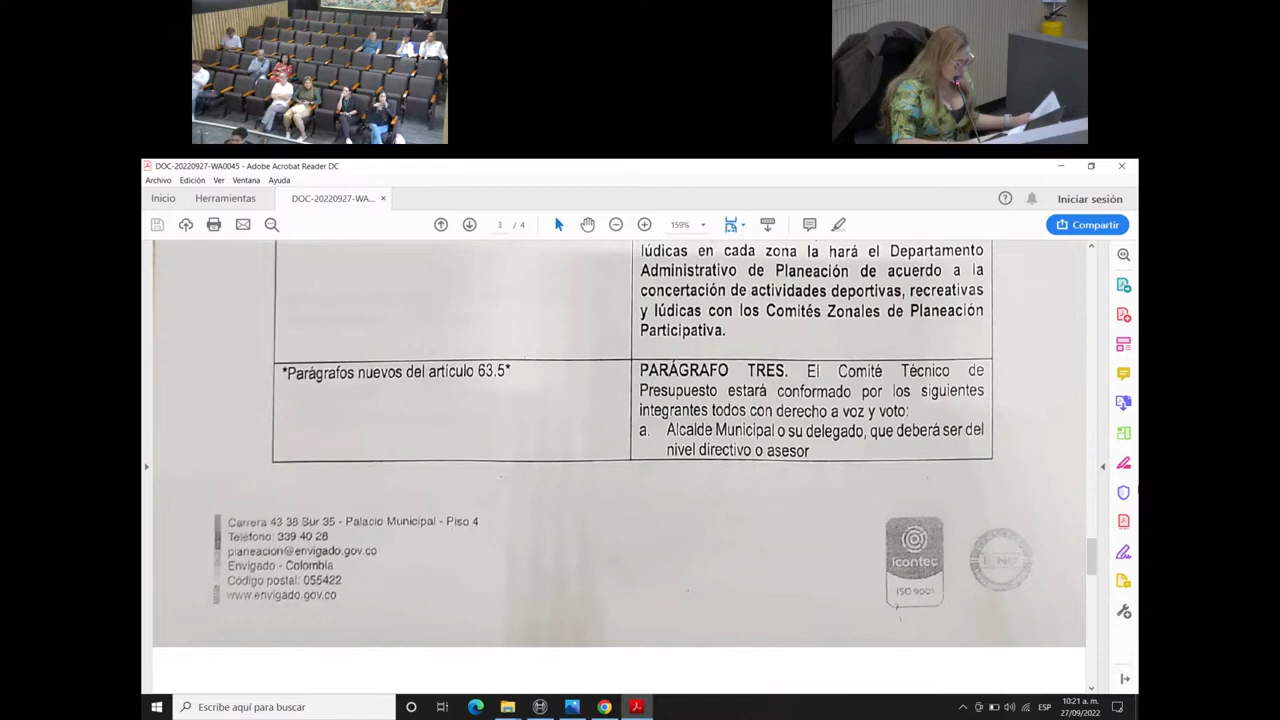 DOC-20220927-WA0045 - Adobe Acrobat Reader DC
Archivo Edición Ver Ventana Ayuda
Inicio Herramientas DOC-20220927-WA... × Iniciar sesión
3 / 4 159% Compartir
lúdicas en cada zona la hará el Departamento
Administrativo de Planeación de acuerdo a la
concertación de actividades deportivas, recreativas
y lúdicas con los Comités Zonales de Planeación
Participativa.
*Parágrafos nuevos del artículo 63.5*
PARÁGRAFO TRES. El Comité Técnico de
Presupuesto estará conformado por los siguientes
integrantes todos con derecho a voz y voto:
a. Alcalde Municipal o su delegado, que deberá ser del
nivel directivo o asesor
Carrera 43 38 Sur 35 - Palacio Municipal - Piso 4
Teléfono: 339 40 28
planeacion@envigado.gov.co
Envigado - Colombia
Código postal: 055422
www.envigado.gov.co
icontec
ISO 9001
Escribe aquí para buscar
ESP
10:21 a. m.
27/09/2022